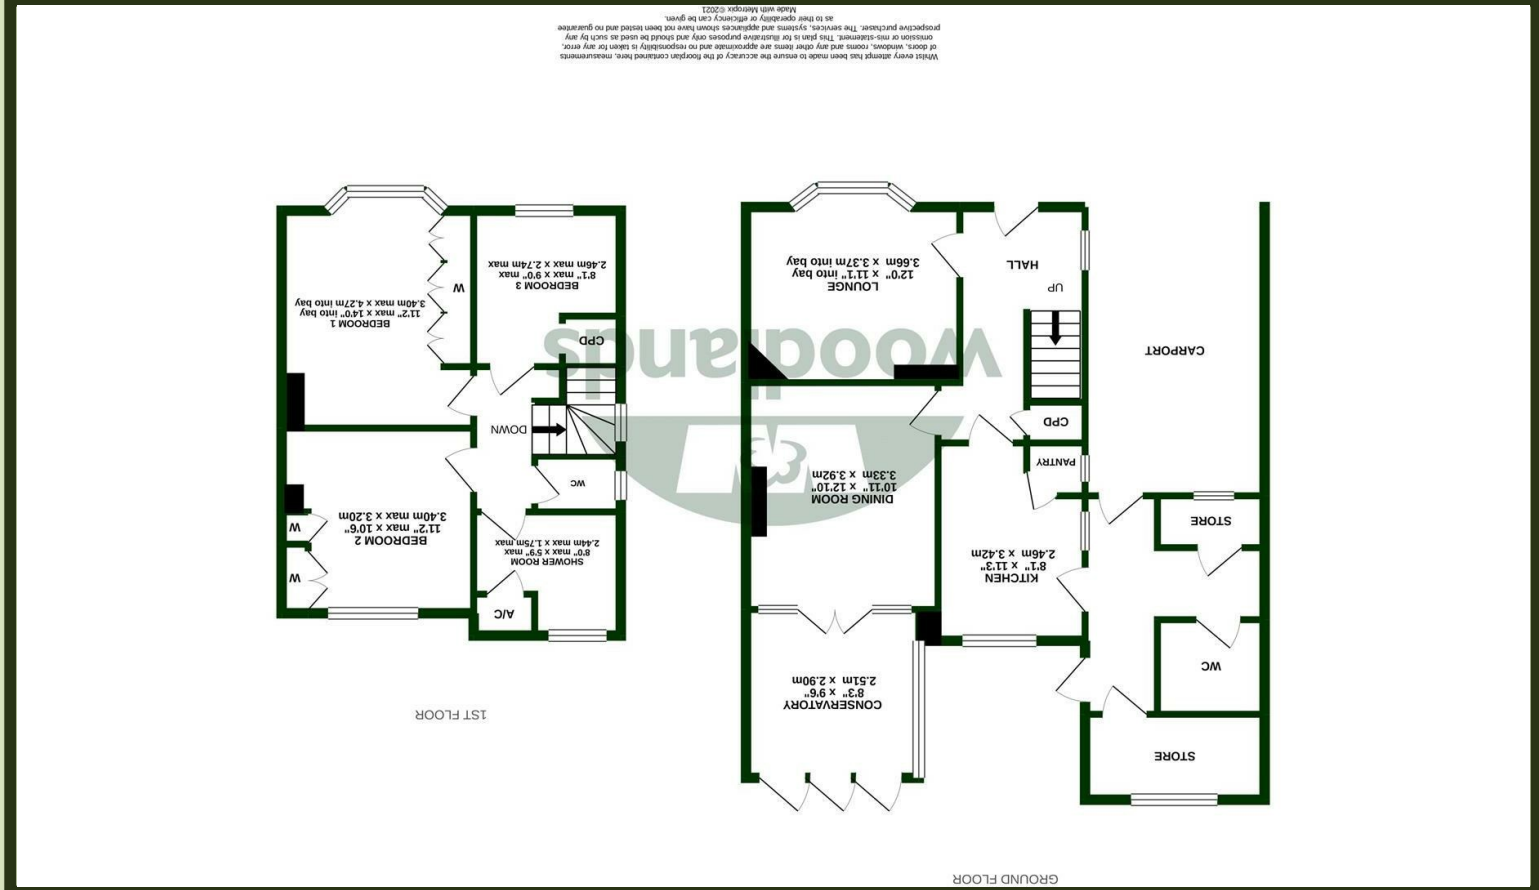 GROUND FLOOR
STORE
WC
STORE
CONSERVATORY
8'3" x 9'6"
2.51m x 2.90m
KITCHEN
8'1" x 11'3"
2.46m x 3.42m
DINING ROOM
10'11" x 12'10"
3.33m x 3.92m
PANTRY
CPD
CARPORT
UP
HALL
LOUNGE
12'0" x 11'1" into bay
3.66m x 3.37m into bay
1ST FLOOR
A/C
SHOWER ROOM
8'0" max x 5'9" max
2.44m max x 1.75m max
W
W
BEDROOM 2
11'2" max x 10'6"
3.40m max x 3.20m
WC
DOWN
CPD
BEDROOM 1
11'2" max x 14'0" into bay
3.40m max x 4.27m into bay
W
BEDROOM 3
8'1" max x 9'0" max
2.46m max x 2.74m max
woodlands
Whilst every attempt has been made to ensure the accuracy of the floorplan contained here, measurements
of doors, windows, rooms and any other items are approximate and no responsibility is taken for any error,
omission or mis-statement. This plan is for illustrative purposes only and should be used as such by any
prospective purchaser. The services, systems and appliances shown have not been tested and no guarantee
as to their operability or efficiency can be given.
Made with Metropix ©2021